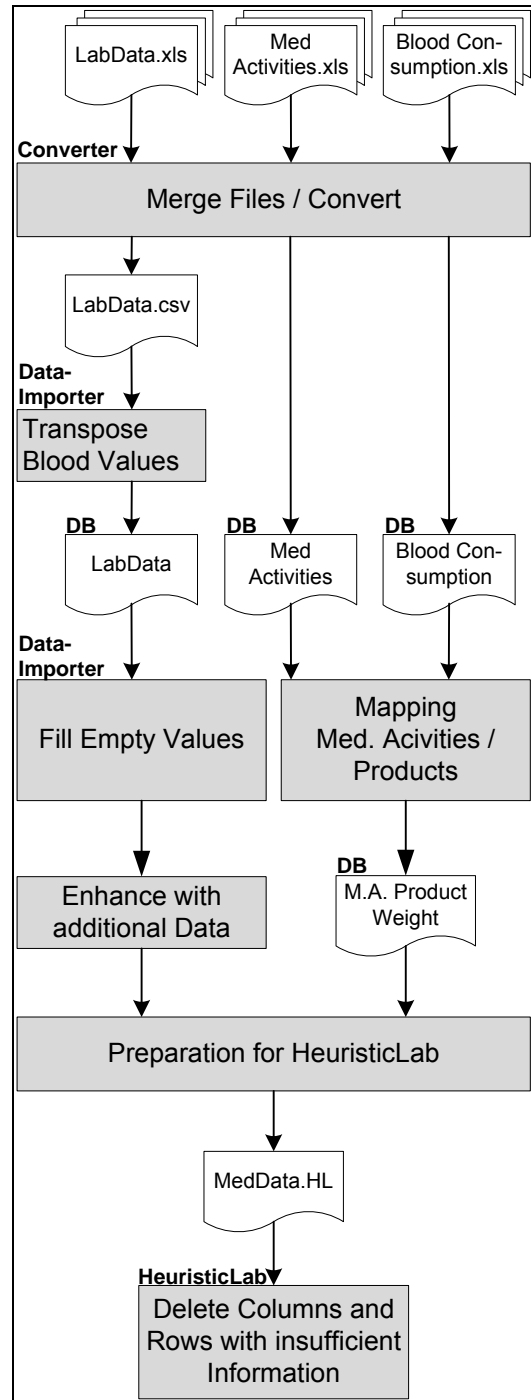 LabData.xls
Med
Activities.xls
Blood Con-
sumption.xls
Converter
Merge Files / Convert
LabData.csv
Data-
Importer
Transpose
Blood Values
DB
LabData
DB
Med
Activities
DB
Blood Con-
sumption
Data-
Importer
Fill Empty Values
Mapping
Med. Acivities /
Products
Enhance with
additional Data
DB
M.A. Product
Weight
Preparation for HeuristicLab
MedData.HL
HeuristicLab
Delete Columns and
Rows with insufficient
Information